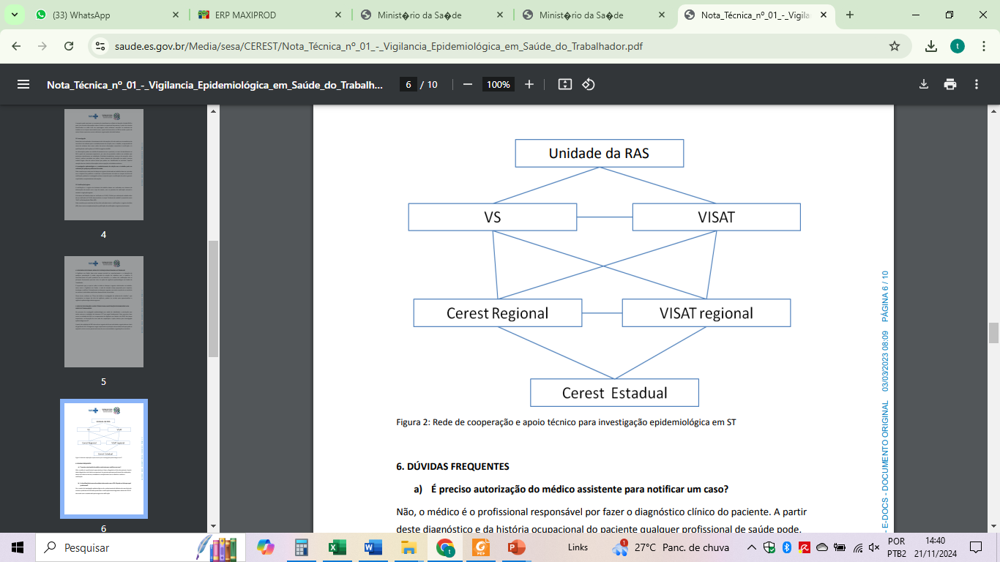 (33) WhatsApp
ERP MAXIPROD
Minist�rio da Sa�de
Minist�rio da Sa�de
Nota_Técnica_nº_01_-_Vigilan
saude.es.gov.br/Media/sesa/CEREST/Nota_Técnica_nº_01_-_Vigilancia_Epidemiológica_em_Saúde_do_Trabalhador.pdf
t
Nota_Técnica_nº_01_-_Vigilancia_Epidemiológica_em_Saúde_do_Trabalh...
6 / 10
100%
4
5
6
Unidade da RAS
VS
VISAT
Cerest Regional
VISAT regional
Cerest Estadual
Figura 2: Rede de cooperação e apoio técnico para investigação epidemiológica em ST
6. DÚVIDAS FREQUENTES
a) É preciso autorização do médico assistente para notificar um caso?
Não, o médico é o profissional responsável por fazer o diagnóstico clínico do paciente. A partir
deste diagnóstico e da história ocupacional do paciente qualquer profissional de saúde pode,
- E-DOCS - DOCUMENTO ORIGINAL 03/03/2023 08:09 PÁGINA 6 / 10
Pesquisar
Links
1
27°C Panc. de chuva
POR
PTB2
14:40
21/11/2024